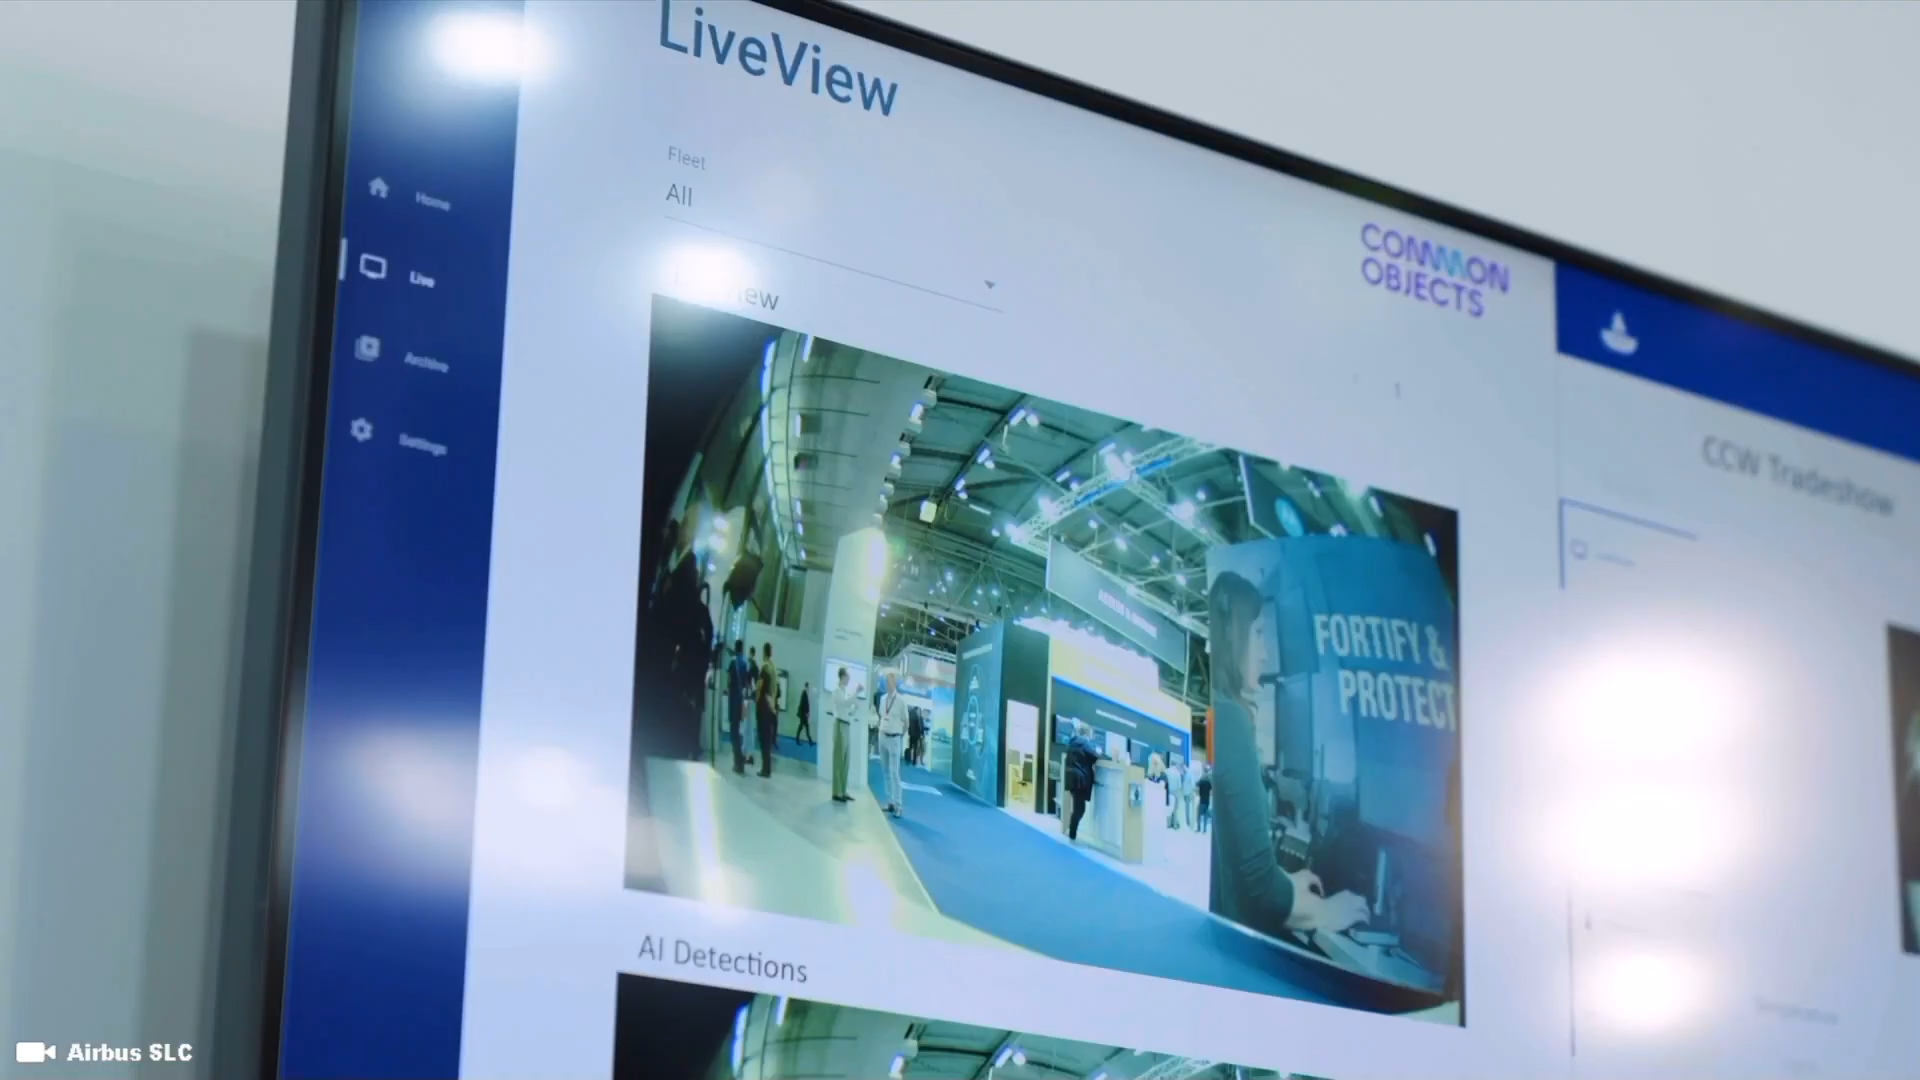 LiveView
Fleet
All
Home
Live
Archive
Settings
COMMON
OBJECTS
CCW Tradeshow
FORTIFY &
PROTECT
AI Detections
Airbus SLC